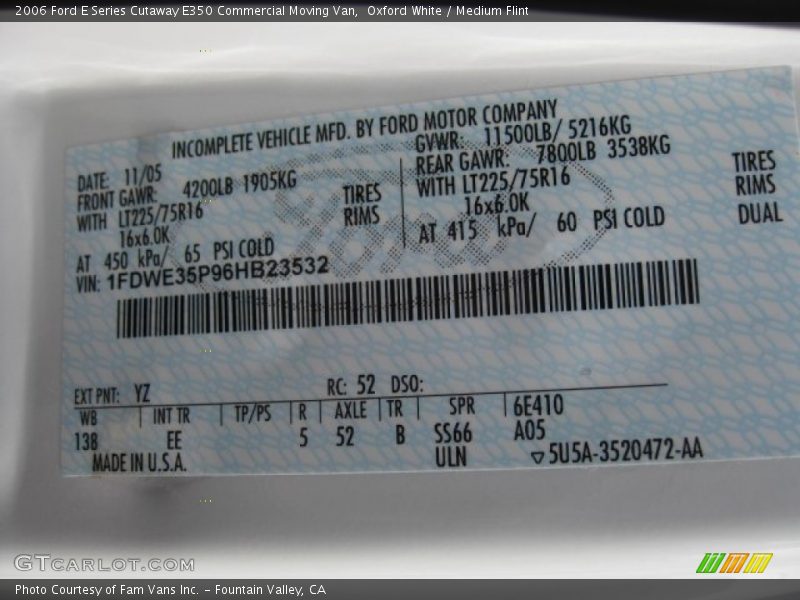 2006 Ford E Series Cutaway E350 Commercial Moving Van,  Oxford White / Medium Flint
INCOMPLETE VEHICLE MFD. BY FORD MOTOR COMPANY
DATE: 11/05
GVWR: 11500LB/ 5216KG
FRONT GAWR: 4200LB 1905KG
REAR GAWR: 7800LB 3538KG
WITH LT225/75R16 TIRES
WITH LT225/75R16 TIRES
16x6.0K RIMS
16x6.0K RIMS
AT 450 kPa/ 65 PSI COLD
AT 415 kPa/ 60 PSI COLD DUAL
VIN: 1FDWE35P96HB23532
Ford
EXT PNT: YZ RC: 52 DSO:
WB INT TR TP/PS R AXLE TR SPR 6E410
138 EE 5 52 B SS66 A05
MADE IN U.S.A. ULN ▽5U5A-3520472-AA
GTCARLOT.COM
Photo Courtesy of Fam Vans Inc. - Fountain Valley, CA